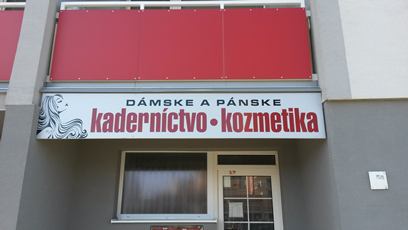 DÁMSKE A PÁNSKE
kaderníctvo • kozmetika